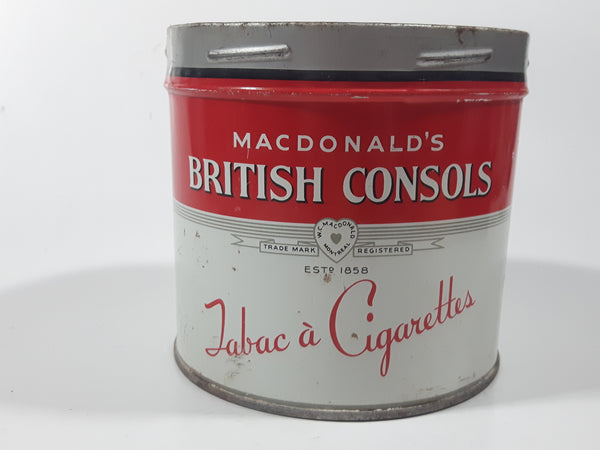 MACDONALD'S
BRITISH CONSOLS
W.C. MACDONALD
MONTREAL
TRADE MARK REGISTERED
ESTD 1858
Tabac à Cigarettes